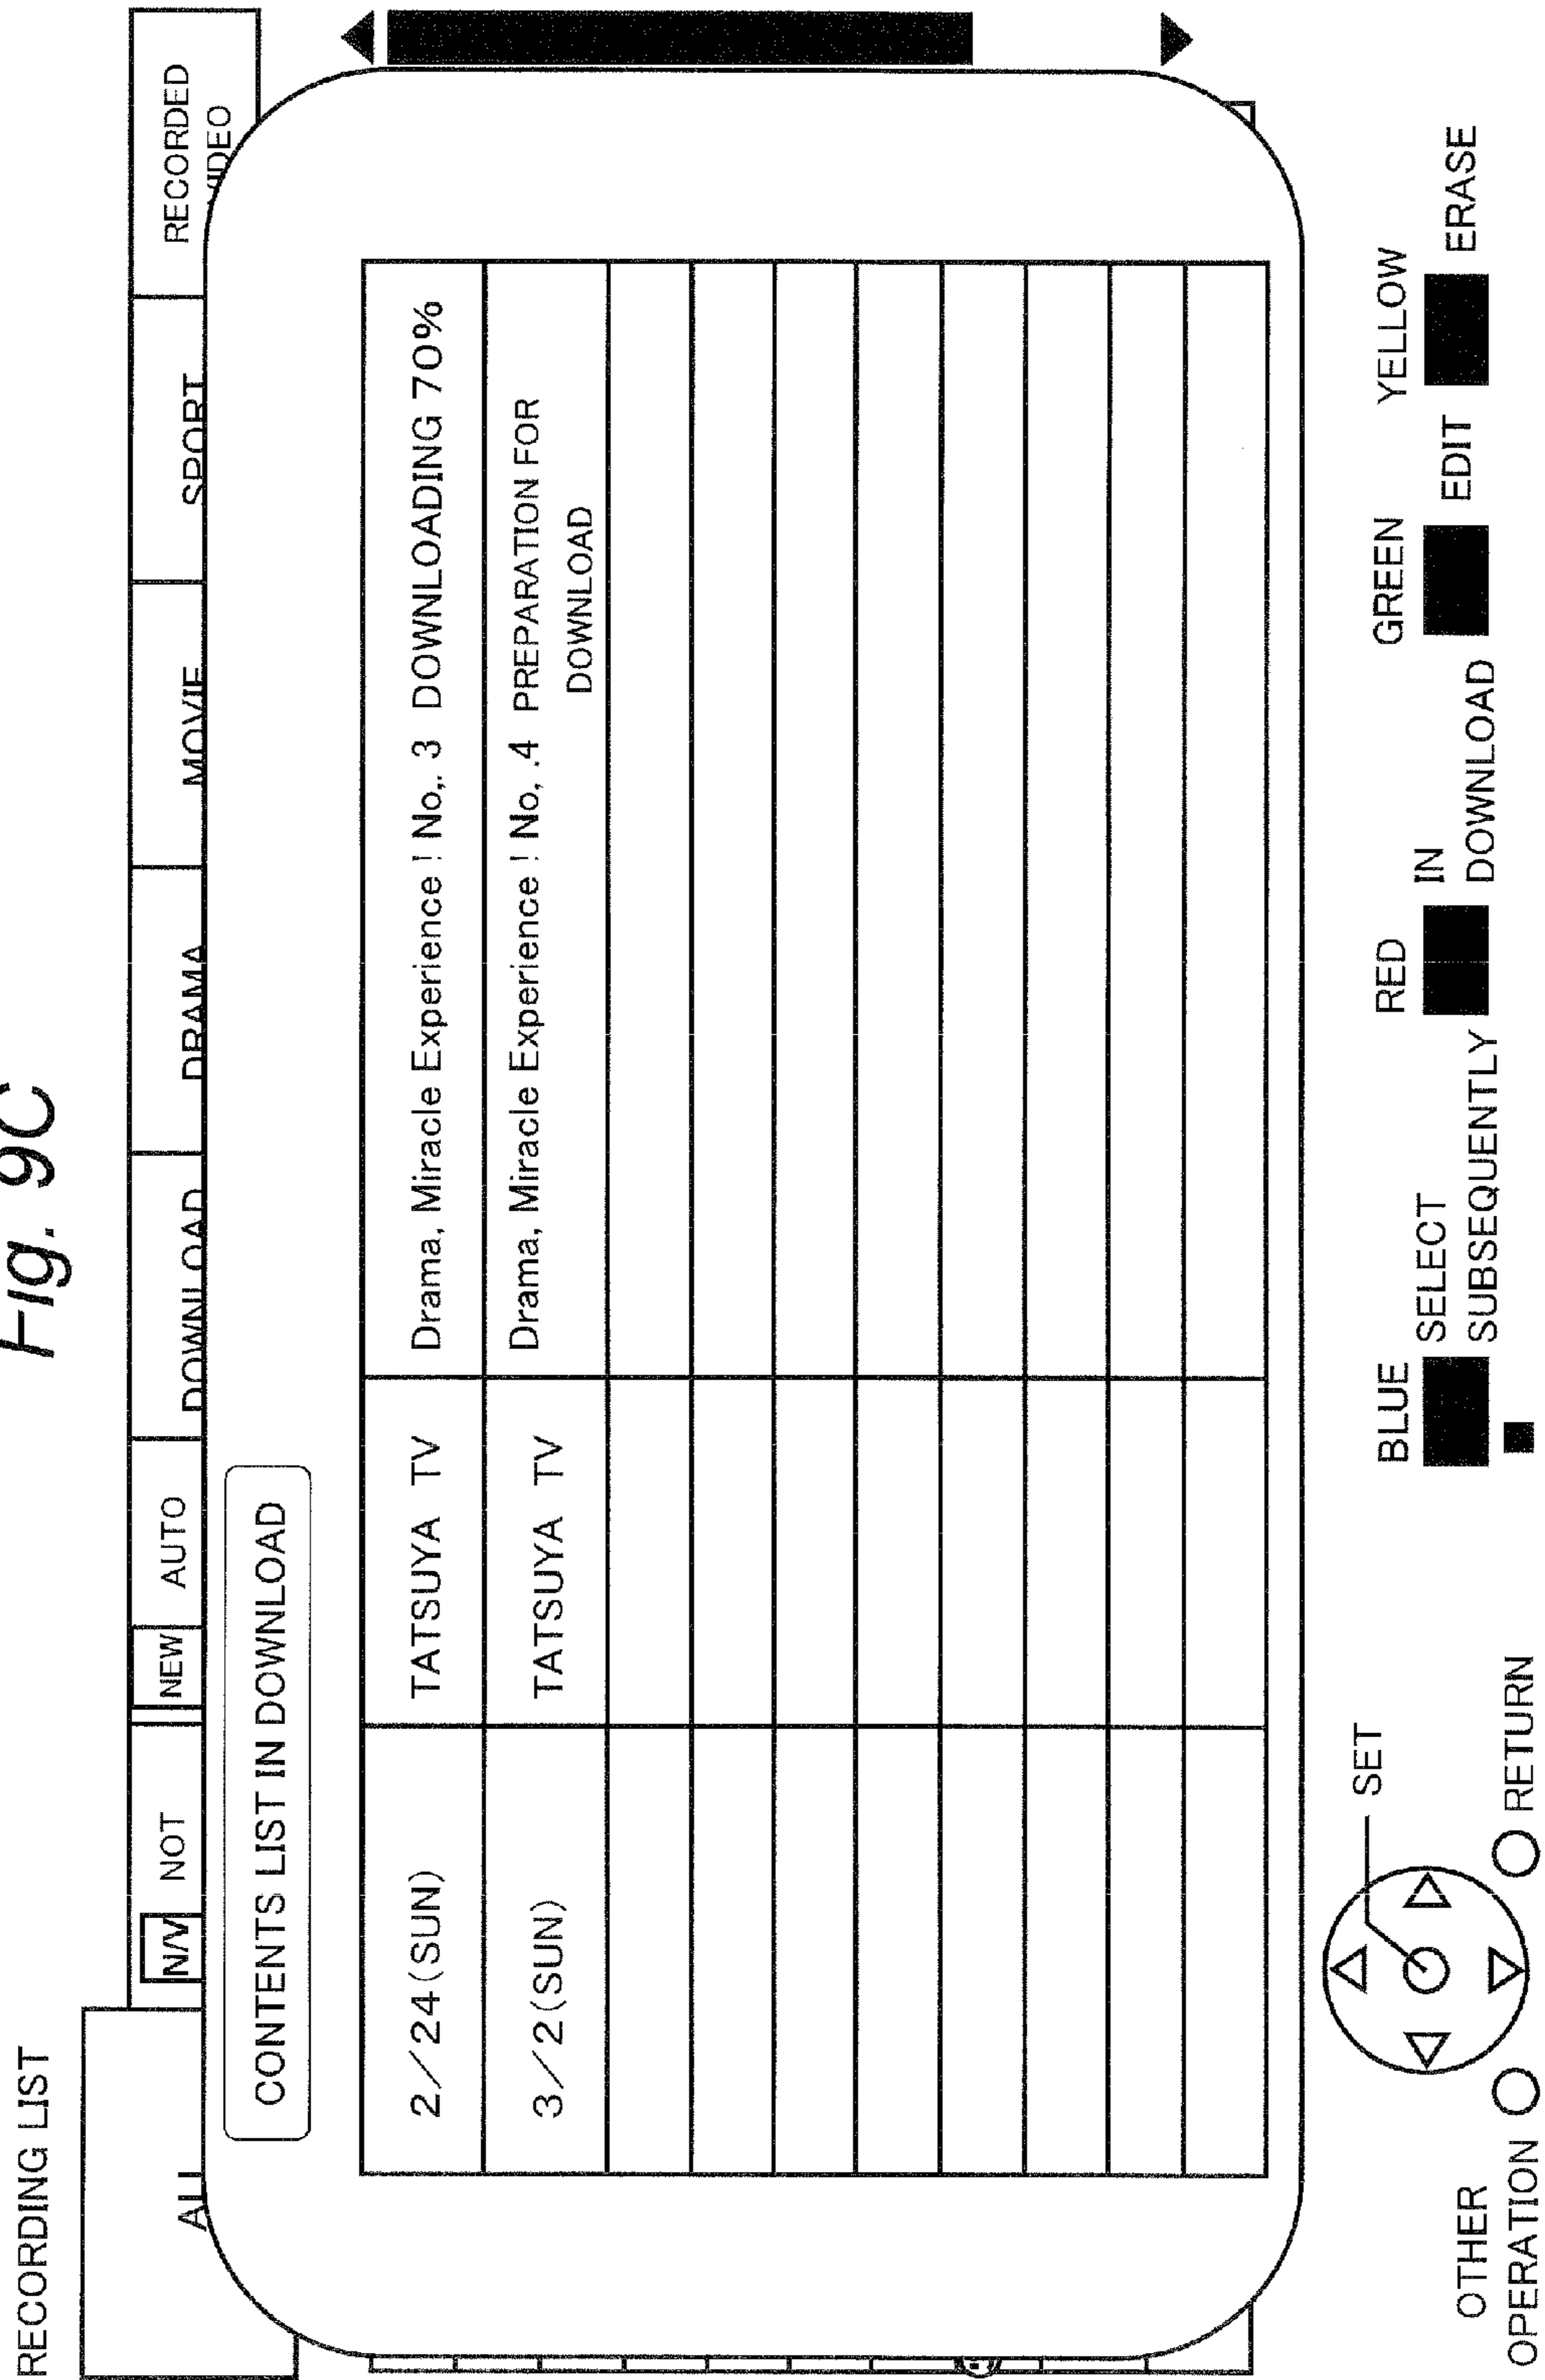 Fig. 9C
RECORDING LIST
ALL
N/V NOT
NEW AUTO
DOWNLOAD
DRAMA
MOVIE
SPORT
RECORDED
VIDEO
CONTENTS LIST IN DOWNLOAD
2/24(SUN) TATSUYA TV Drama, Miracle Experience ! No,. 3 DOWNLOADING 70%
3/2(SUN) TATSUYA TV Drama, Miracle Experience ! No, .4 PREPARATION FOR
DOWNLOAD
SET
OTHER
OPERATION
RETURN
BLUE
SELECT
SUBSEQUENTLY
RED
IN
DOWNLOAD
GREEN
EDIT
YELLOW
ERASE